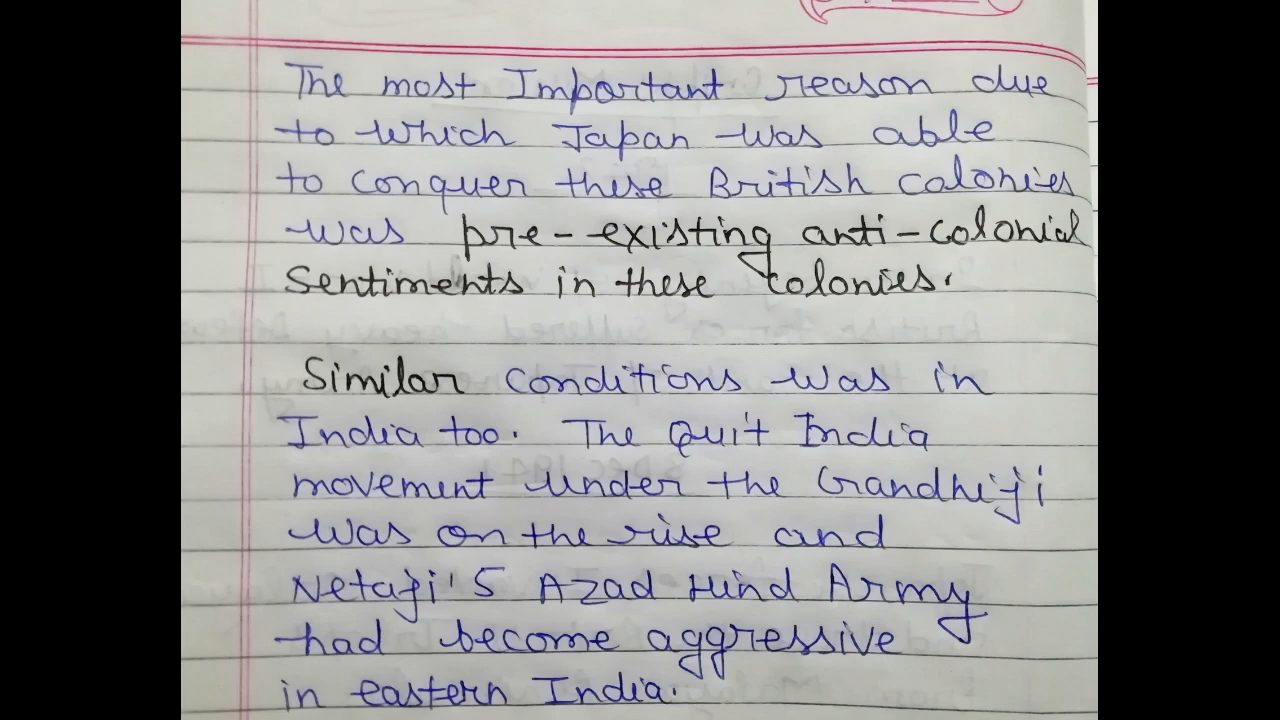 The most Important reason due
to which Japan was able
to conquer these British colonies
was pre-existing anti-colonial
Sentiments in these colonies.
Similar conditions was in
India too. The Quit India
movement under the Gandhiji
was on the rise and
Netaji's Azad Hind Army
had become aggressive
in eastern India.